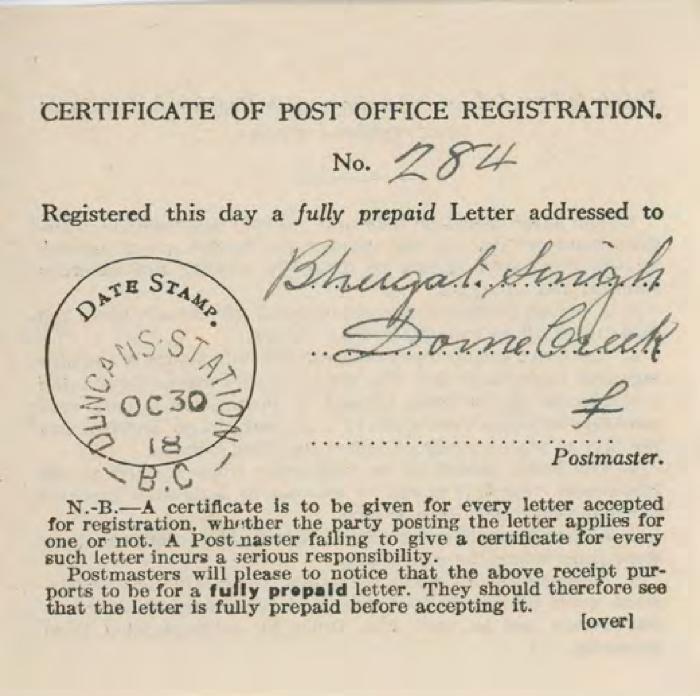 CERTIFICATE OF POST OFFICE REGISTRATION.
No. 284
Registered this day a fully prepaid Letter addressed to
Bhugat Singh
Dome Creek
DATE STAMP.
DUNCANS STATION
OC 30
18
B.C
f
Postmaster.
N.-B.—A certificate is to be given for every letter accepted
for registration, whether the party posting the letter applies for
one or not. A Postmaster failing to give a certificate for every
such letter incurs a serious responsibility.
Postmasters will please to notice that the above receipt pur-
ports to be for a fully prepaid letter. They should therefore see
that the letter is fully prepaid before accepting it.
[over]